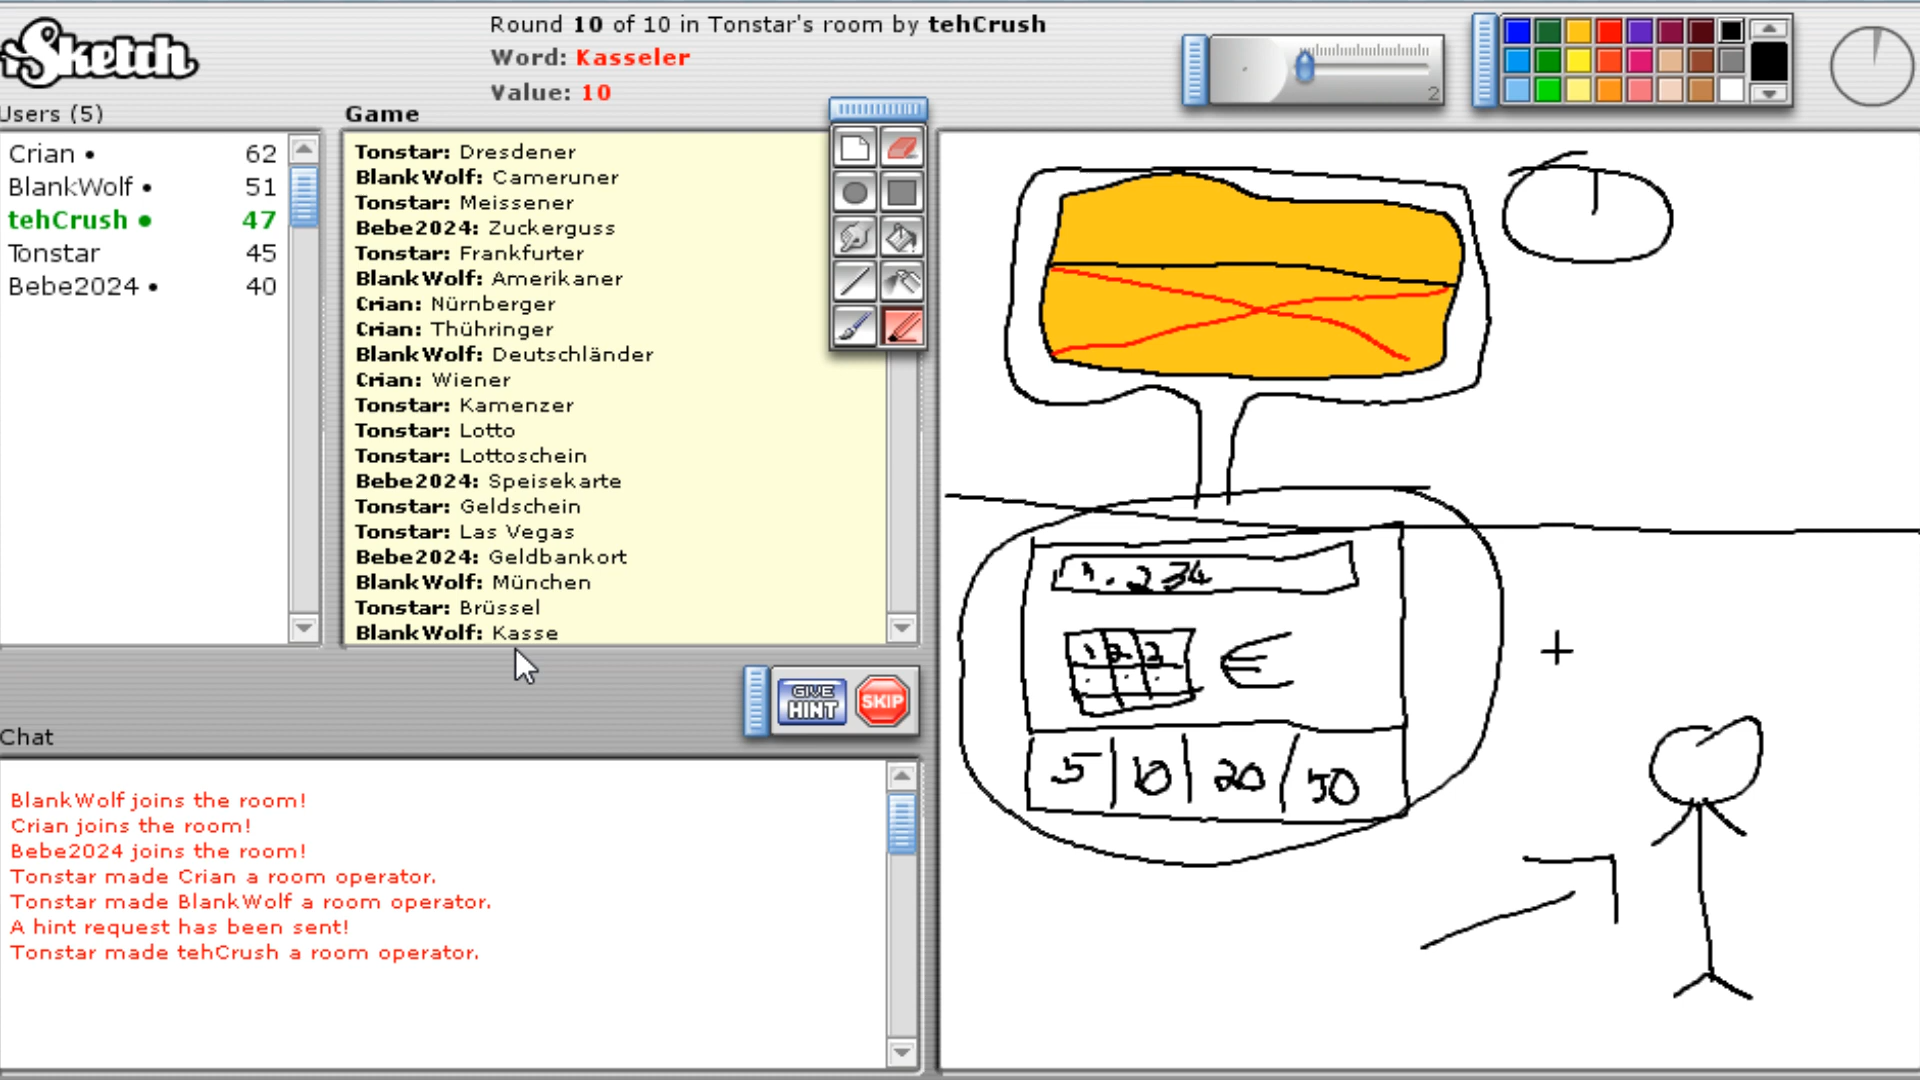 iSketch
Round 10 of 10 in Tonstar's room by tehCrush
Word: Kasseler
Value: 10
2
Users (5)
Crian • 62
BlankWolf • 51
tehCrush • 47
Tonstar 45
Bebe2024 • 40
Game
Tonstar: Dresdener
BlankWolf: Cameruner
Tonstar: Meissener
Bebe2024: Zuckerguss
Tonstar: Frankfurter
BlankWolf: Amerikaner
Crian: Nürnberger
Crian: Thühringer
BlankWolf: Deutschländer
Crian: Wiener
Tonstar: Kamenzer
Tonstar: Lotto
Tonstar: Lottoschein
Bebe2024: Speisekarte
Tonstar: Geldschein
Tonstar: Las Vegas
Bebe2024: Geldbankort
BlankWolf: München
Tonstar: Brüssel
BlankWolf: Kasse
GIVE
HINT
SKIP
Chat
BlankWolf joins the room!
Crian joins the room!
Bebe2024 joins the room!
Tonstar made Crian a room operator.
Tonstar made BlankWolf a room operator.
A hint request has been sent!
Tonstar made tehCrush a room operator.
1.234
1 2 3
€
5 10 20 50